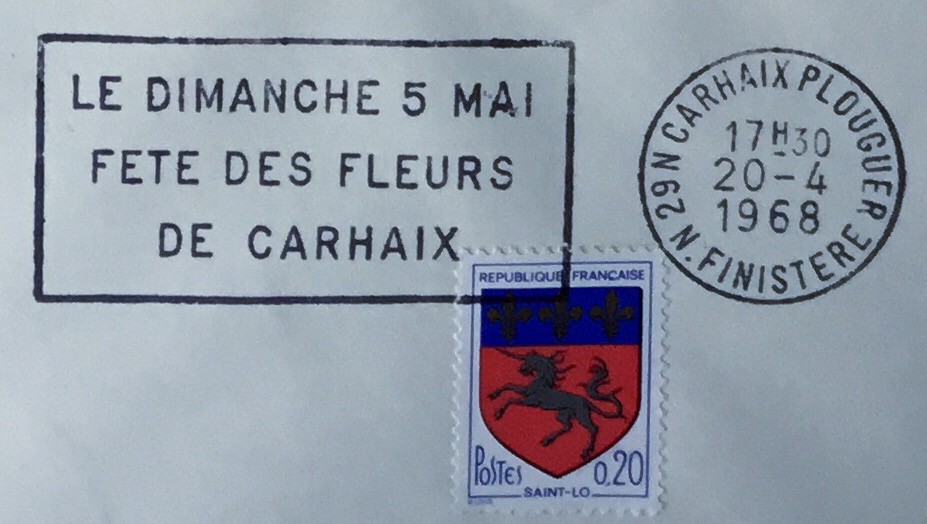 LE DIMANCHE 5 MAI
FETE DES FLEURS
DE CARHAIX
29 N CARHAIX PLOUGUER
17H30
20-4
1968
N. FINISTERE
REPUBLIQUE FRANCAISE
POSTES 0,20
SAINT-LO